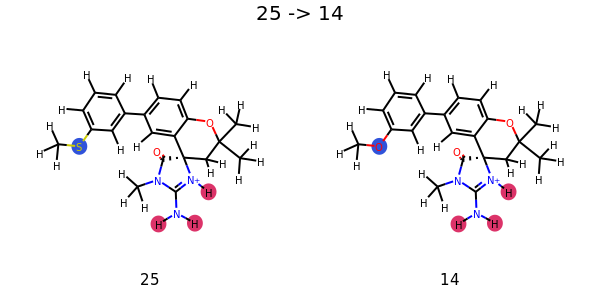 25 -> 14
H H H H H H
H H H H H H
S O H O H
H H H H H H H H
H H O H H H O H
H H H H
H N N+ H H N N+ H
H H H H
H N H H N H
25 14